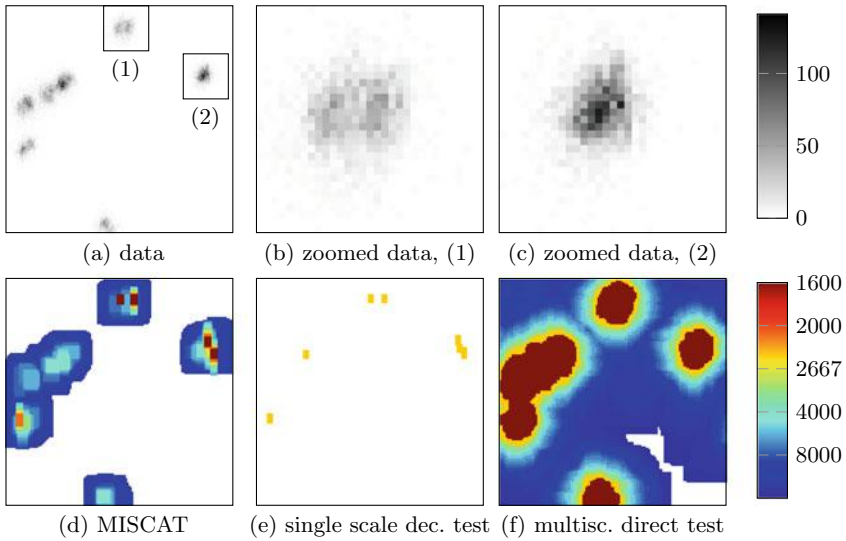 (1)
(2)
100
50
0
(a) data
(b) zoomed data, (1)
(c) zoomed data, (2)
1600
2000
2667
4000
8000
(d) MISCAT
(e) single scale dec. test
(f) multisc. direct test